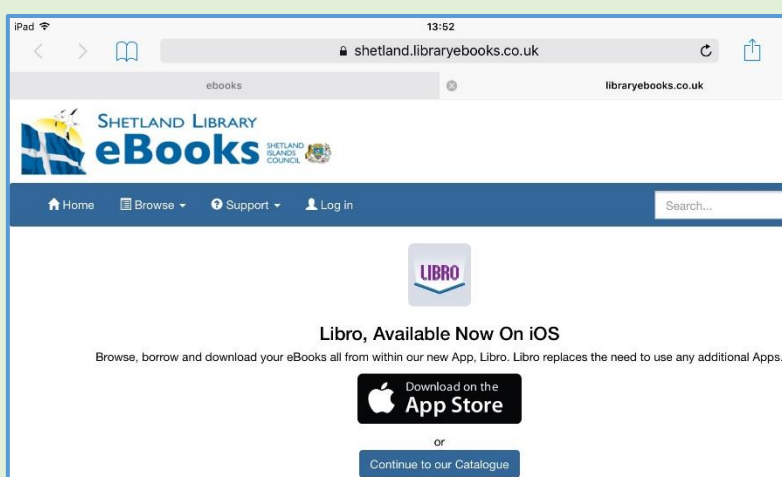 iPad 13:52
shetland.libraryebooks.co.uk
ebooks libraryebooks.co.uk
SHETLAND LIBRARY
eBooks SHETLAND ISLANDS COUNCIL
Home Browse Support Log in Search...
LIBRO
Libro, Available Now On iOS
Browse, borrow and download your eBooks all from within our new App, Libro. Libro replaces the need to use any additional Apps.
Download on the
App Store
or
Continue to our Catalogue